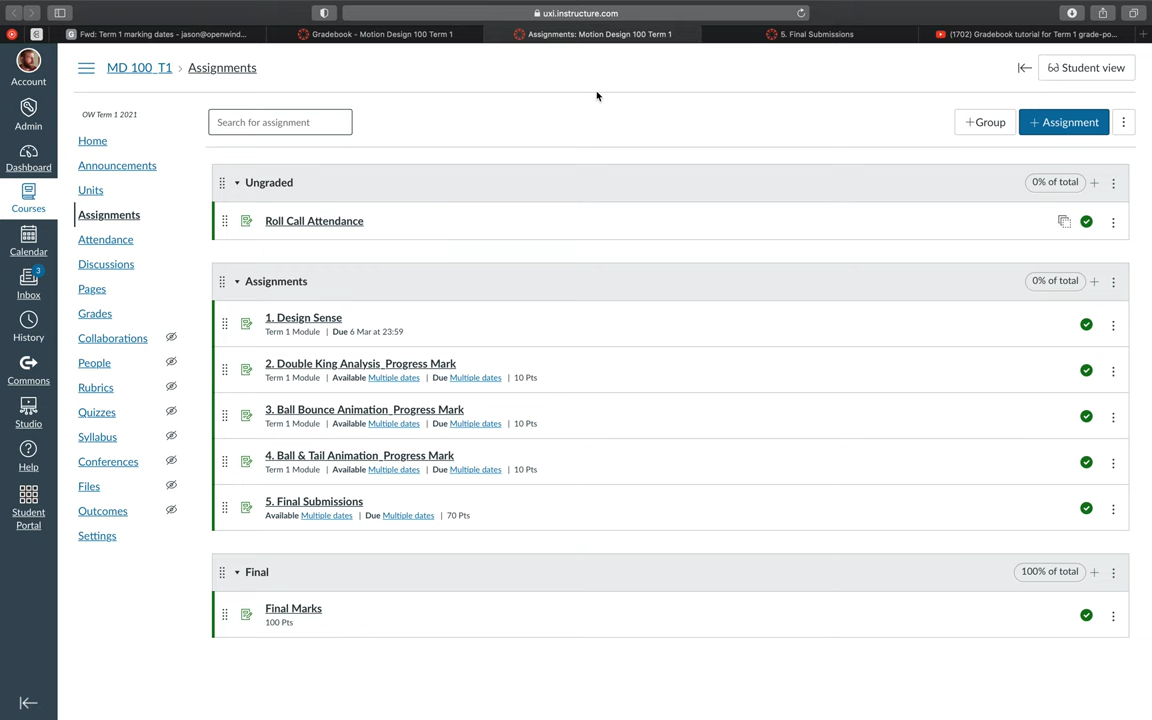 uxi.instructure.com
Fwd: Term 1 marking dates - jason@openwind...
Gradebook - Motion Design 100 Term 1
Assignments: Motion Design 100 Term 1
5. Final Submissions
(1702) Gradebook tutorial for Term 1 grade-po...
Account
Admin
Dashboard
Courses
Calendar
3
Inbox
History
Commons
Studio
Help
Student
Portal
MD 100_T1 › Assignments
Student view
OW Term 1 2021
Home
Announcements
Units
Assignments
Attendance
Discussions
Pages
Grades
Collaborations
People
Rubrics
Quizzes
Syllabus
Conferences
Files
Outcomes
Settings
Search for assignment
+Group
+ Assignment
Ungraded
0% of total
Roll Call Attendance
Assignments
0% of total
1. Design Sense
Term 1 Module | Due 6 Mar at 23:59
2. Double King Analysis_Progress Mark
Term 1 Module | Available Multiple dates | Due Multiple dates | 10 Pts
3. Ball Bounce Animation_Progress Mark
Term 1 Module | Available Multiple dates | Due Multiple dates | 10 Pts
4. Ball & Tail Animation_Progress Mark
Term 1 Module | Available Multiple dates | Due Multiple dates | 10 Pts
5. Final Submissions
Available Multiple dates | Due Multiple dates | 70 Pts
Final
100% of total
Final Marks
100 Pts